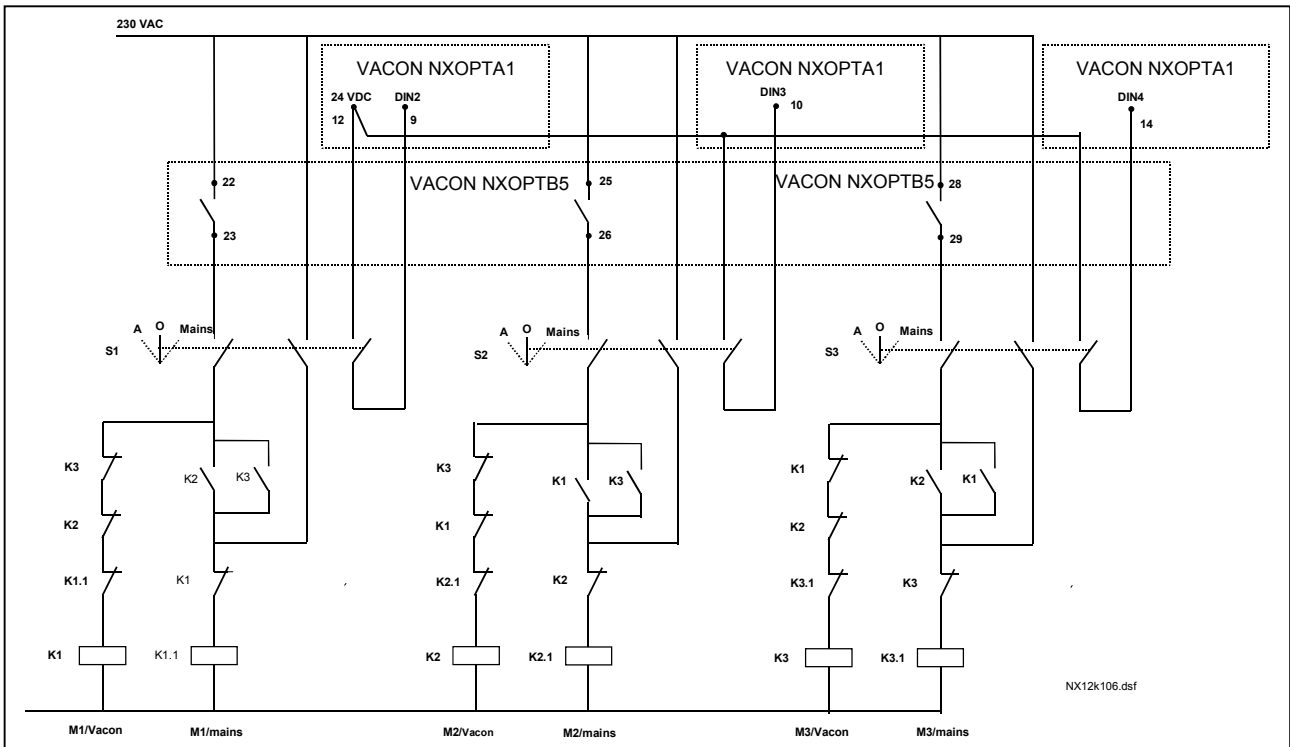 230 VAC
VACON NXOPTA1
24 VDC
DIN2
12
9
VACON NXOPTA1
DIN3
10
VACON NXOPTA1
DIN4
14
22
VACON NXOPTB5
25
VACON NXOPTB5
28
23
26
29
A O Mains
S1
A O Mains
S2
A O Mains
S3
K3
K2
K3
K3
K1
K3
K1
K2
K1
K2
K1
K2
K1.1
K1
K2.1
K2
K3.1
K3
K1
K1.1
K2
K2.1
K3
K3.1
NX12k106.dsf
M1/Vacon
M1/mains
M2/Vacon
M2/mains
M3/Vacon
M3/mains